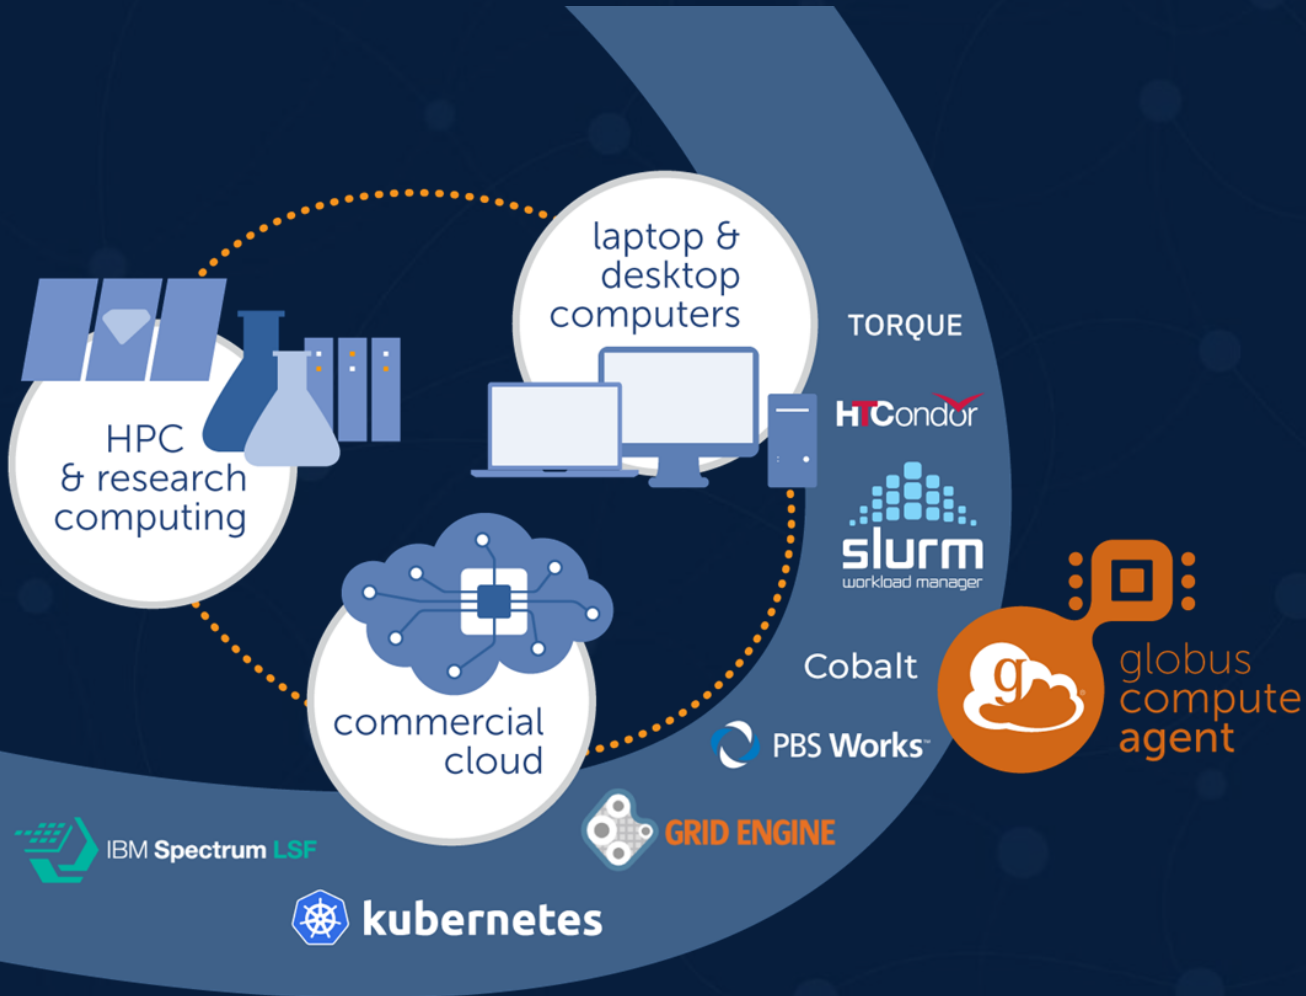 laptop &
desktop
computers
HPC
& research
computing
commercial
cloud
TORQUE
HTCondor
slurm
workload manager
Cobalt
PBS Works™
GRID ENGINE
IBM Spectrum LSF
kubernetes
g
globus
compute
agent